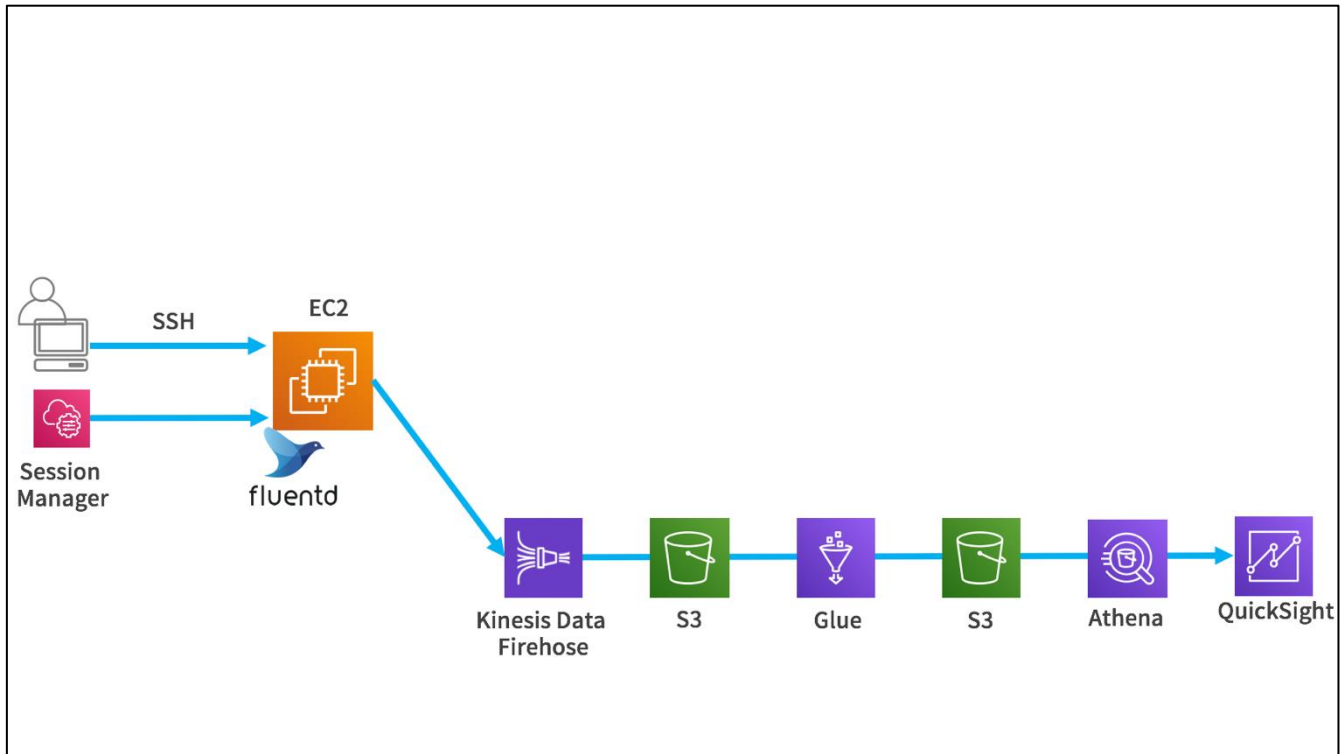 SSH
EC2
Session
Manager
fluentd
Kinesis Data
Firehose
S3
Glue
S3
Athena
QuickSight